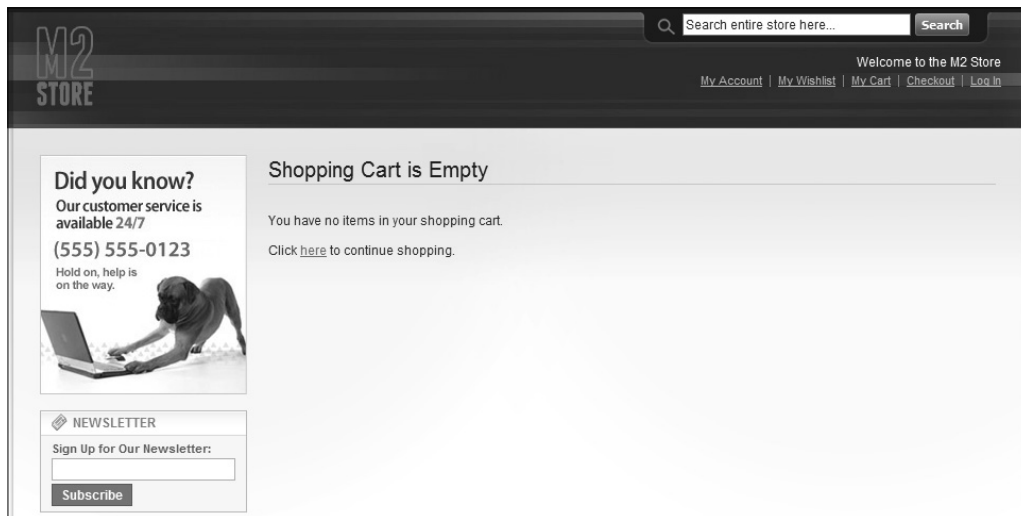 M2
STORE
Search entire store here...
Search
Welcome to the M2 Store
My Account | My Wishlist | My Cart | Checkout | Log In
Did you know?
Our customer service is
available 24/7
(555) 555-0123
Hold on, help is
on the way.
NEWSLETTER
Sign Up for Our Newsletter:
Subscribe
Shopping Cart is Empty
You have no items in your shopping cart.
Click here to continue shopping.